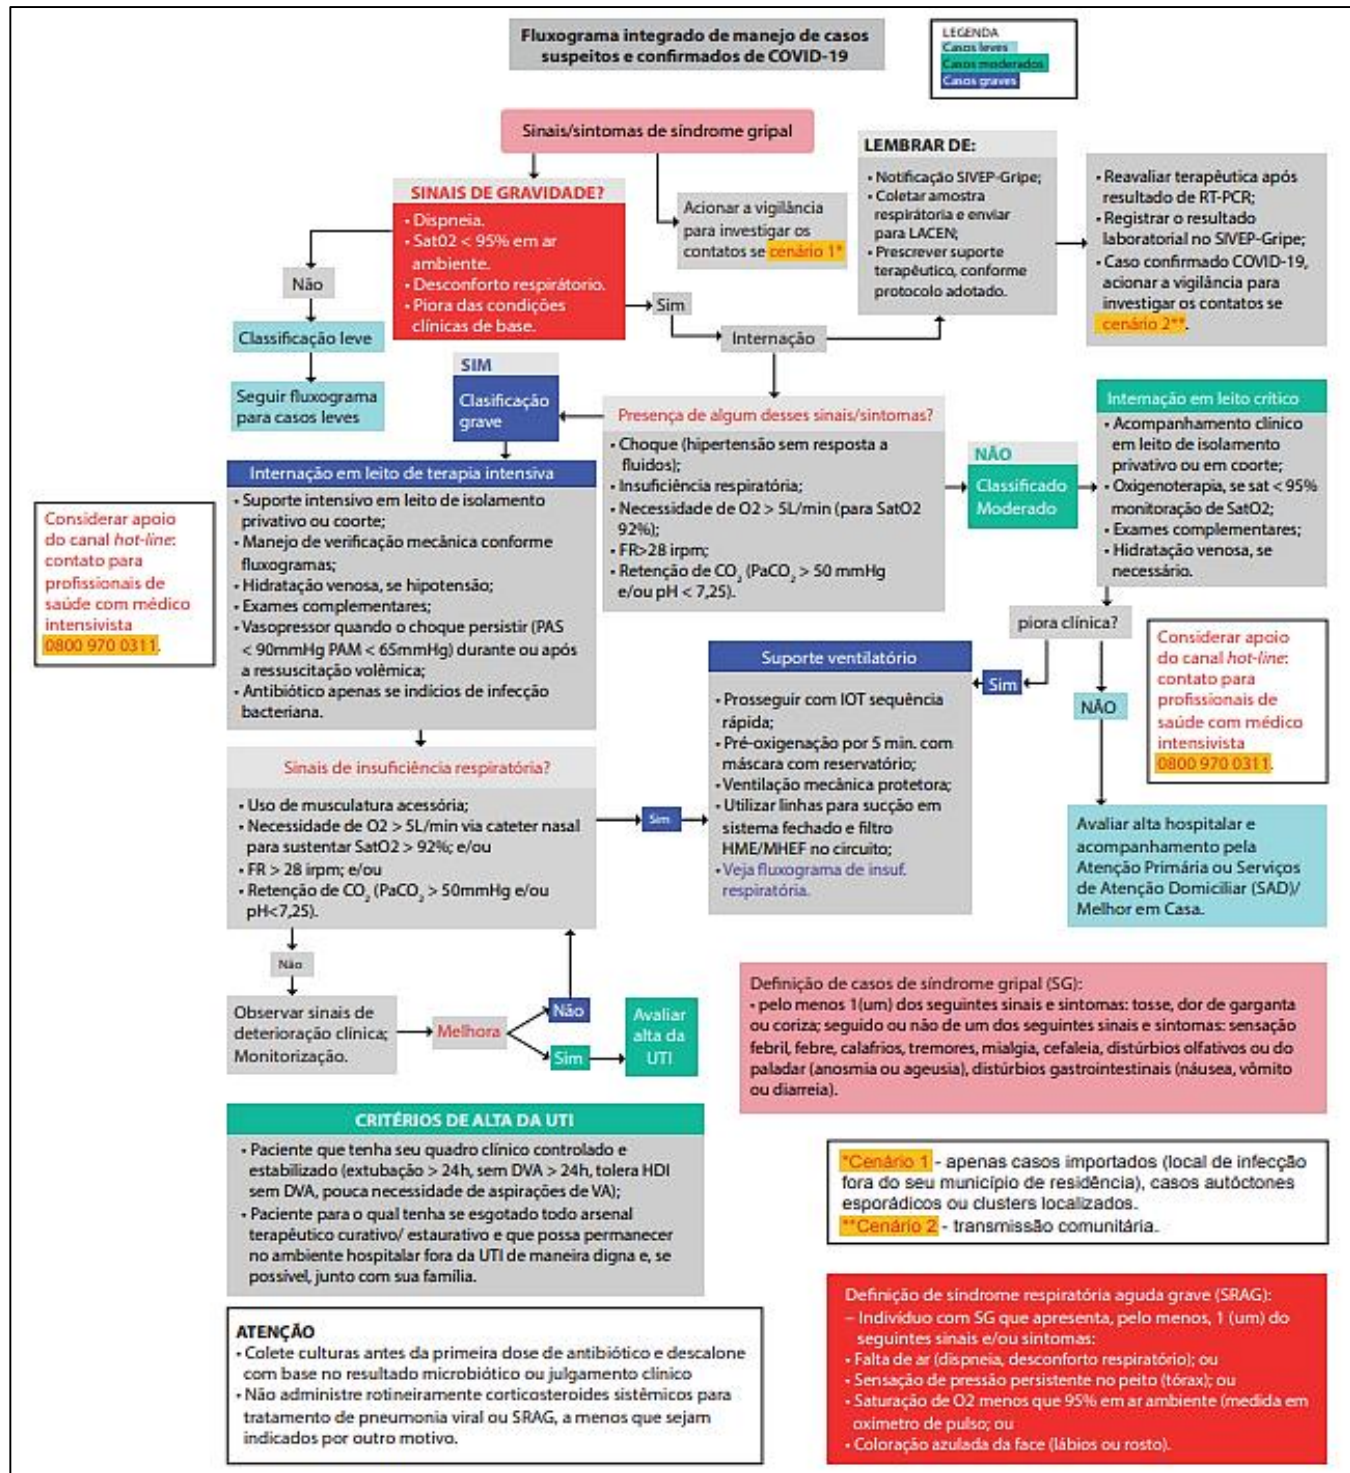 Fluxograma integrado de manejo de casos
suspeitos e confirmados de COVID-19
LEGENDA
Casos leves
Casos moderados
Casos graves
Sinais/sintomas de síndrome gripal
SINAIS DE GRAVIDADE?
• Dispneia.
• Sat02 < 95% em ar
ambiente.
• Desconforto respirátório.
• Piora das condições
clínicas de base.
Acionar a vigilância
para investigar os
contatos se cenário 1*
LEMBRAR DE:
• Notificação SIVEP-Gripe;
• Coletar amostra
respirátória e enviar
para LACEN;
• Prescrever suporte
terapêutico, conforme
protocolo adotado.
• Reavaliar terapêutica após
resultado de RT-PCR;
• Registrar o resultado
laboratorial no SIVEP-Gripe;
• Caso confirmado COVID-19,
acionar a vigilância para
investigar os contatos se
cenário 2**.
Não
Sim
Internação
Classificação leve
Seguir fluxograma
para casos leves
SIM
Clasificação
grave
Presença de algum desses sinais/sintomas?
• Choque (hipertensão sem resposta a
fluidos);
• Insuficiência respiratória;
• Necessidade de O2 > 5L/min (para SatO2
92%);
• FR>28 irpm;
• Retenção de CO2 (PaCO2 > 50 mmHg
e/ou pH < 7,25).
NÃO
Classificado
Moderado
Internação em leito crítico
• Acompanhamento clínico
em leito de isolamento
privativo ou em coorte;
• Oxigenoterapia, se sat < 95%
monitoração de SatO2;
• Exames complementares;
• Hidratação venosa, se
necessário.
Internação em leito de terapia intensiva
• Suporte intensivo em leito de isolamento
privativo ou coorte;
• Manejo de verificação mecânica conforme
fluxogramas;
• Hidratação venosa, se hipotensão;
• Exames complementares;
• Vasopressor quando o choque persistir (PAS
< 90mmHg PAM < 65mmHg) durante ou após
a ressuscitação volêmica;
• Antibiótico apenas se indícios de infecção
bacteriana.
Considerar apoio
do canal hot-line:
contato para
profissionais de
saúde com médico
intensivista
0800 970 0311.
piora clínica?
Sim
NÃO
Considerar apoio
do canal hot-line:
contato para
profissionais de
saúde com médico
intensivista
0800 970 0311.
Suporte ventilatório
• Prosseguir com IOT sequência
rápida;
• Pré-oxigenação por 5 min. com
máscara com reservatório;
• Ventilação mecânica protetora;
• Utilizar linhas para sucção em
sistema fechado e filtro
HME/MHEF no circuito;
• Veja fluxograma de insuf.
respiratória.
Sinais de insuficiência respiratória?
• Uso de musculatura acessória;
• Necessidade de O2 > 5L/min via cateter nasal
para sustentar SatO2 > 92%; e/ou
• FR > 28 irpm; e/ou
• Retenção de CO2 (PaCO2 > 50mmHg e/ou
pH<7,25).
Sim
Avaliar alta hospitalar e
acompanhamento pela
Atenção Primária ou Serviços
de Atenção Domiciliar (SAD)/
Melhor em Casa.
Não
Observar sinais de
deterioração clínica;
Monitorização.
Melhora
Não
Sim
Avaliar
alta da
UTI
Definição de casos de síndrome gripal (SG):
• pelo menos 1(um) dos seguintes sinais e sintomas: tosse, dor de garganta
ou coriza; seguido ou não de um dos seguintes sinais e sintomas: sensação
febril, febre, calafrios, tremores, mialgia, cefaleia, distúrbios olfativos ou do
paladar (anosmia ou ageusia), distúrbios gastrointestinais (náusea, vômito
ou diarreia).
CRITÉRIOS DE ALTA DA UTI
• Paciente que tenha seu quadro clínico controlado e
estabilizado (extubação > 24h, sem DVA > 24h, tolera HDI
sem DVA, pouca necessidade de aspirações de VA);
• Paciente para o qual tenha se esgotado todo arsenal
terapêutico curativo/ estaurativo e que possa permanecer
no ambiente hospitalar fora da UTI de maneira digna e, se
possível, junto com sua família.
*Cenário 1 - apenas casos importados (local de infecção
fora do seu município de residência), casos autóctones
esporádicos ou clusters localizados.
**Cenário 2 - transmissão comunitária.
ATENÇÃO
• Colete culturas antes da primeira dose de antibiótico e descalone
com base no resultado microbiótico ou julgamento clínico
• Não administre rotineiramente corticosteroides sistêmicos para
tratamento de pneumonia viral ou SRAG, a menos que sejam
indicados por outro motivo.
Definição de síndrome respiratória aguda grave (SRAG):
– Indivíduo com SG que apresenta, pelo menos, 1 (um) do
seguintes sinais e/ou sintomas:
• Falta de ar (dispneia, desconforto respiratório); ou
• Sensação de pressão persistente no peito (tórax); ou
• Saturação de O2 menos que 95% em ar ambiente (medida em
oxímetro de pulso; ou
• Coloração azulada da face (lábios ou rosto).